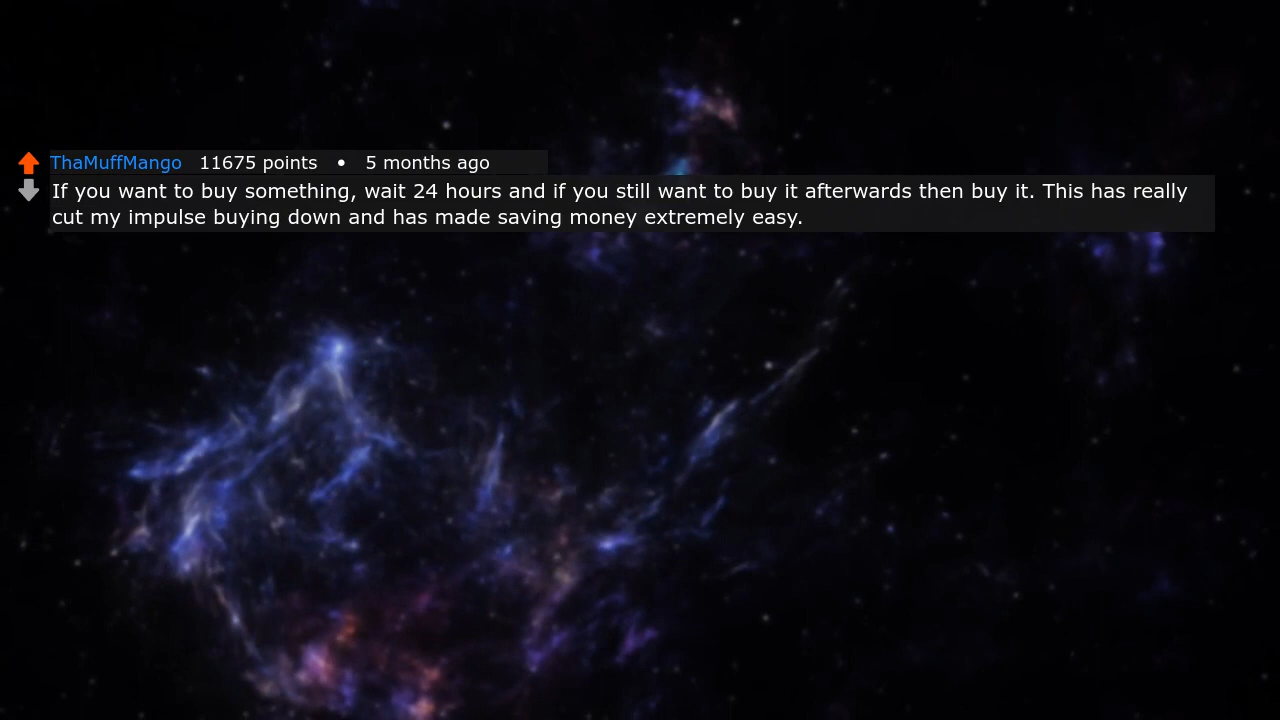 ThaMuffMango 11675 points • 5 months ago
If you want to buy something, wait 24 hours and if you still want to buy it afterwards then buy it. This has really
cut my impulse buying down and has made saving money extremely easy.